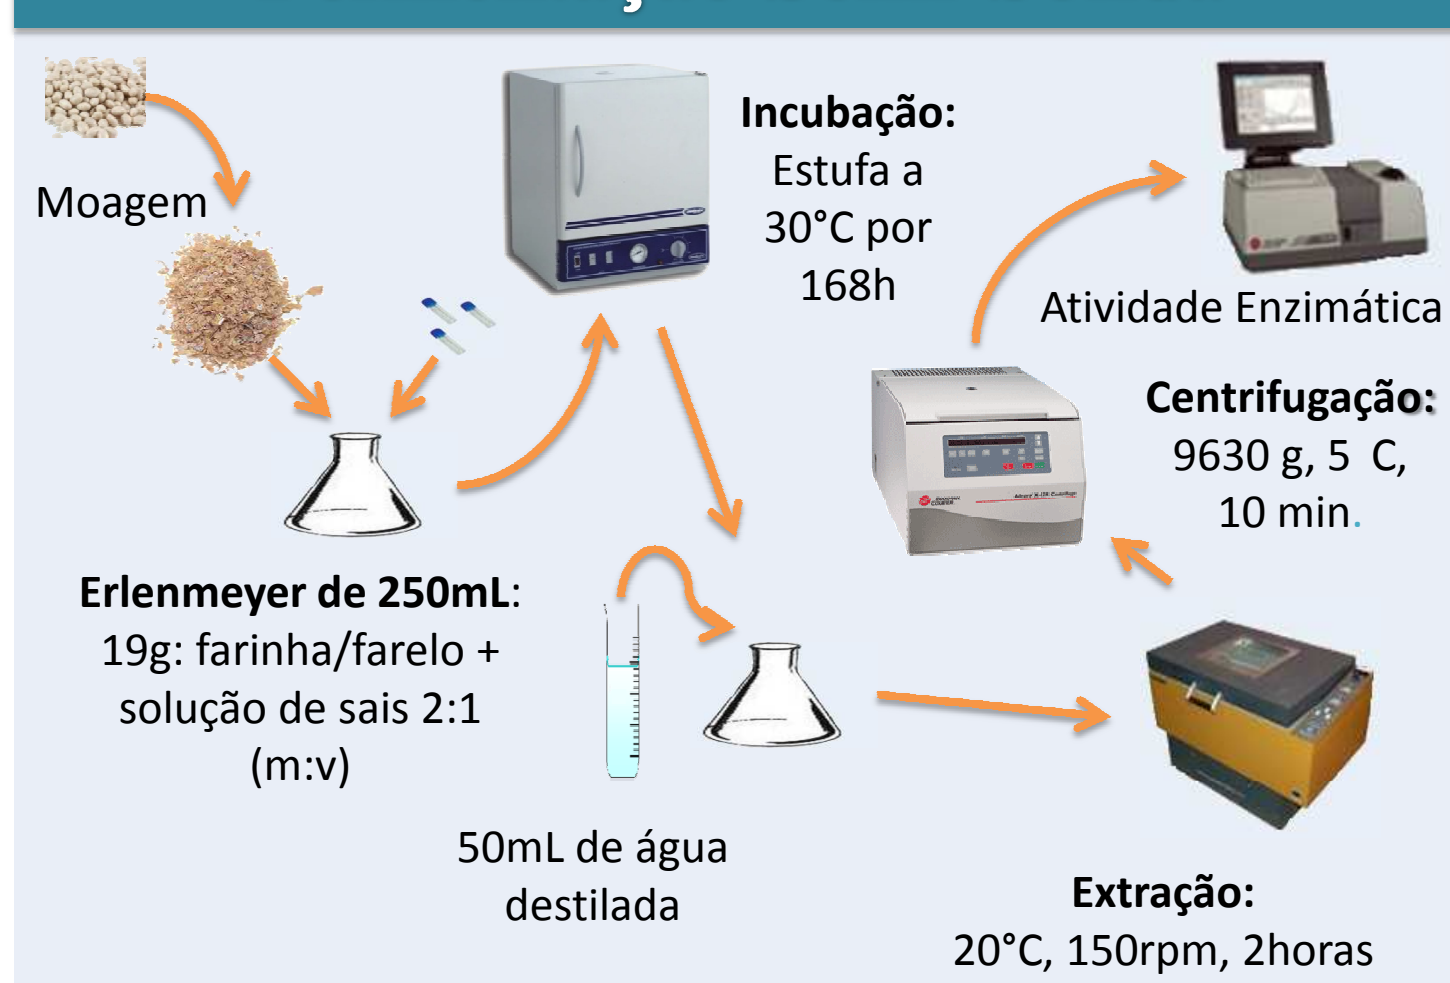 Moagem
Incubação:
Estufa a
30°C por
168h
Atividade Enzimática
Centrifugação:
9630 g, 5  C,
10 min.
Erlenmeyer de 250mL:
19g: farinha/farelo +
solução de sais 2:1
(m:v)
50mL de água
destilada
Extração:
20°C, 150rpm, 2horas